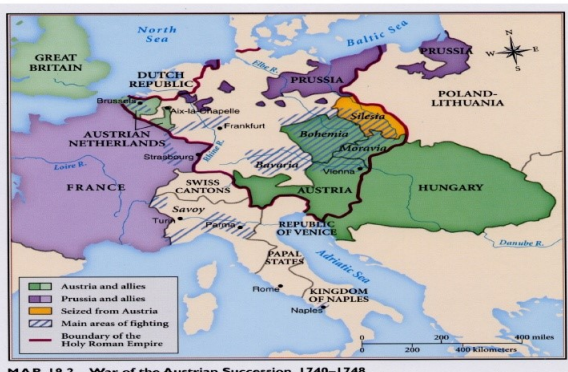 North
Sea
Baltic Sea
GREAT
BRITAIN
PRUSSIA
N
W
E
S
Elbe R.
DUTCH
REPUBLIC
PRUSSIA
POLAND-
LITHUANIA
Brussels
Aix-la-Chapelle
Silesia
AUSTRIAN
NETHERLANDS
Frankfurt
Bohemia
Moravia
Strasbourg
Rhine R.
Bavaria
Vienna
Loire R.
FRANCE
SWISS
CANTONS
AUSTRIA
HUNGARY
Savoy
Turin
Parma
REPUBLIC
OF VENICE
Danube R.
PAPAL
STATES
Adriatic Sea
Rome
KINGDOM
OF NAPLES
Naples
Austria and allies
Prussia and allies
Seized from Austria
Main areas of fighting
Boundary of the
Holy Roman Empire
0 200 400 miles
0 200 400 kilometers
MAP 19.2 War of the Austrian Succession, 1740–1748